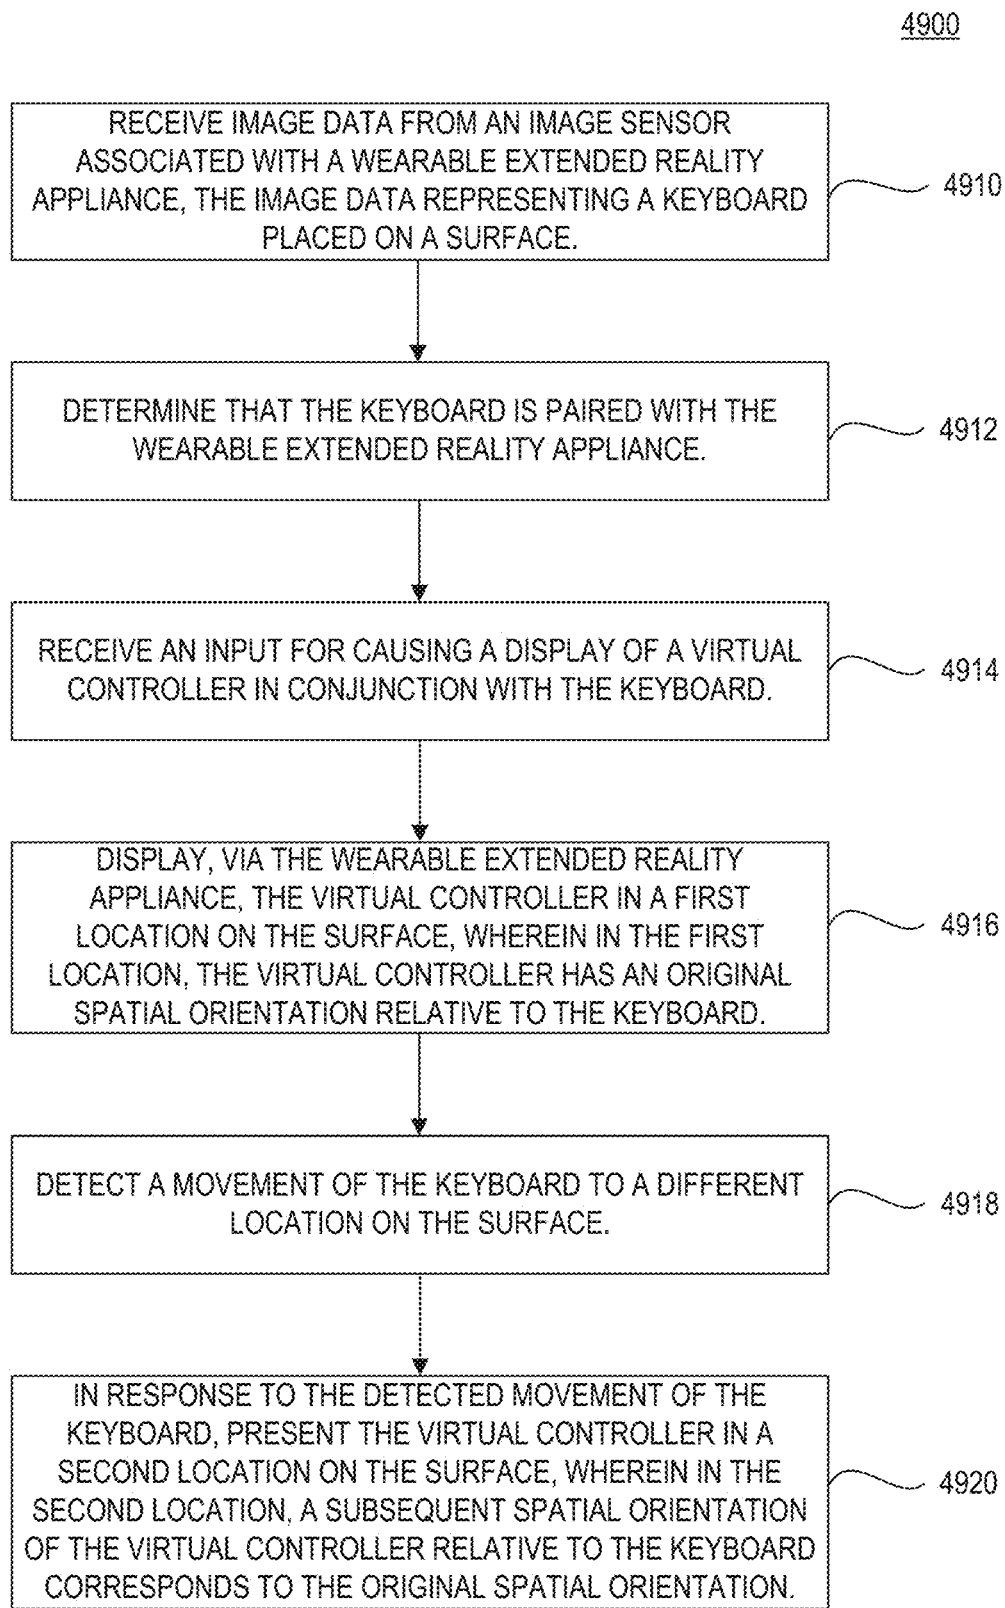 4900
RECEIVE IMAGE DATA FROM AN IMAGE SENSOR
ASSOCIATED WITH A WEARABLE EXTENDED REALITY
APPLIANCE, THE IMAGE DATA REPRESENTING A KEYBOARD
PLACED ON A SURFACE.
4910
DETERMINE THAT THE KEYBOARD IS PAIRED WITH THE
WEARABLE EXTENDED REALITY APPLIANCE.
4912
RECEIVE AN INPUT FOR CAUSING A DISPLAY OF A VIRTUAL
CONTROLLER IN CONJUNCTION WITH THE KEYBOARD.
4914
DISPLAY, VIA THE WEARABLE EXTENDED REALITY
APPLIANCE, THE VIRTUAL CONTROLLER IN A FIRST
LOCATION ON THE SURFACE, WHEREIN IN THE FIRST
LOCATION, THE VIRTUAL CONTROLLER HAS AN ORIGINAL
SPATIAL ORIENTATION RELATIVE TO THE KEYBOARD.
4916
DETECT A MOVEMENT OF THE KEYBOARD TO A DIFFERENT
LOCATION ON THE SURFACE.
4918
IN RESPONSE TO THE DETECTED MOVEMENT OF THE
KEYBOARD, PRESENT THE VIRTUAL CONTROLLER IN A
SECOND LOCATION ON THE SURFACE, WHEREIN IN THE
SECOND LOCATION, A SUBSEQUENT SPATIAL ORIENTATION
OF THE VIRTUAL CONTROLLER RELATIVE TO THE KEYBOARD
CORRESPONDS TO THE ORIGINAL SPATIAL ORIENTATION.
4920